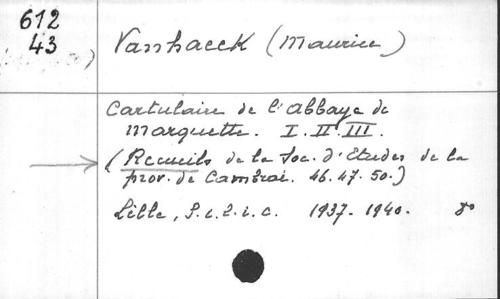 612
43
Vanhaeck (Maurice)
Cartulaire de l'Abbaye de
Marquette. I. II. III.
(Recueils de la Soc. d'Etudes de la
prov. de Cambrai. 46. 47. 50.)
Lille, S.i.l.i.c. 1937-1940. 8°